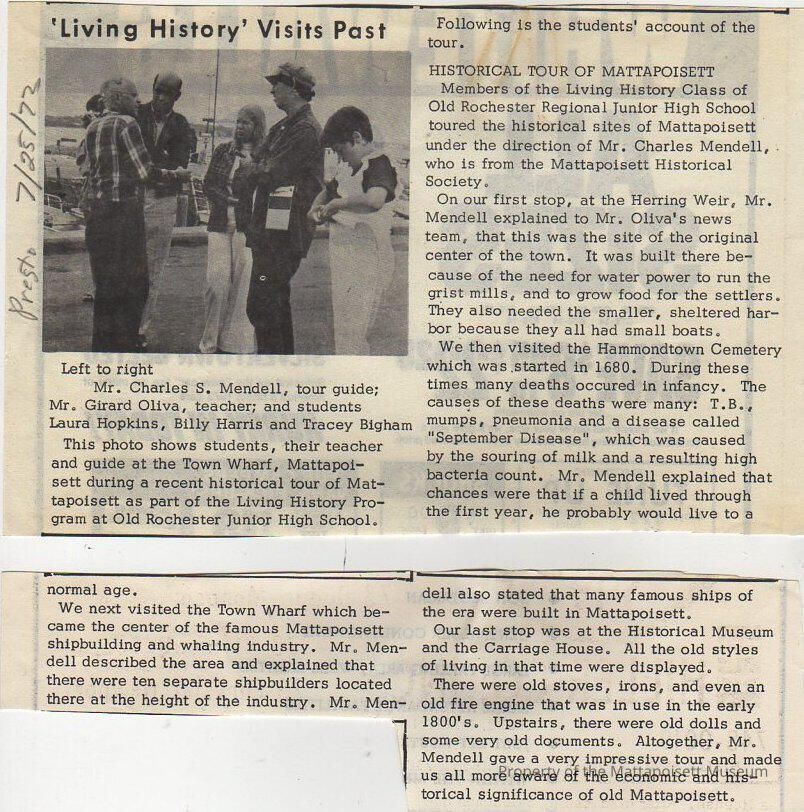 'Living History' Visits Past
Presto 7/25/72
Left to right
Mr. Charles S. Mendell, tour guide;
Mr. Girard Oliva, teacher; and students
Laura Hopkins, Billy Harris and Tracey Bigham
This photo shows students, their teacher
and guide at the Town Wharf, Mattapoi-
sett during a recent historical tour of Mat-
tapoisett as part of the Living History Pro-
gram at Old Rochester Junior High School.
Following is the students' account of the
tour.
HISTORICAL TOUR OF MATTAPOISETT
Members of the Living History Class of
Old Rochester Regional Junior High School
toured the historical sites of Mattapoisett
under the direction of Mr. Charles Mendell,
who is from the Mattapoisett Historical
Society.
On our first stop, at the Herring Weir, Mr.
Mendell explained to Mr. Oliva's news
team, that this was the site of the original
center of the town. It was built there be-
cause of the need for water power to run the
grist mills, and to grow food for the settlers.
They also needed the smaller, sheltered har-
bor because they all had small boats.
We then visited the Hammondtown Cemetery
which was started in 1680. During these
times many deaths occured in infancy. The
causes of these deaths were many: T.B.,
mumps, pneumonia and a disease called
"September Disease", which was caused
by the souring of milk and a resulting high
bacteria count. Mr. Mendell explained that
chances were that if a child lived through
the first year, he probably would live to a
normal age.
We next visited the Town Wharf which be-
came the center of the famous Mattapoisett
shipbuilding and whaling industry. Mr. Men-
dell described the area and explained that
there were ten separate shipbuilders located
there at the height of the industry. Mr. Men-
dell also stated that many famous ships of
the era were built in Mattapoisett.
Our last stop was at the Historical Museum
and the Carriage House. All the old styles
of living in that time were displayed.
There were old stoves, irons, and even an
old fire engine that was in use in the early
1800's. Upstairs, there were old dolls and
some very old documents. Altogether, Mr.
Mendell gave a very impressive tour and made
us all more aware of the economic and his-
torical significance of old Mattapoisett.
Property of the Mattapoisett Museum